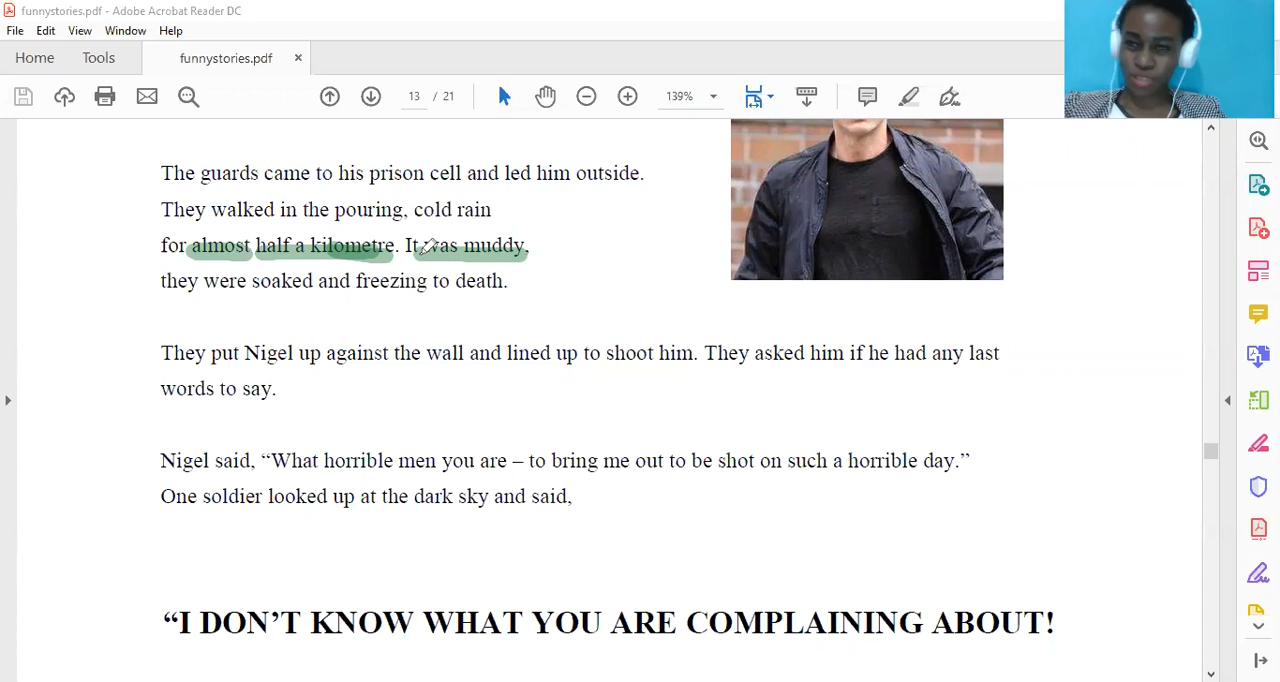 funnystories.pdf - Adobe Acrobat Reader DC
File Edit View Window Help
Home Tools funnystories.pdf ×
13 / 21 139%
The guards came to his prison cell and led him outside.
They walked in the pouring, cold rain
for almost half a kilometre. It was muddy,
they were soaked and freezing to death.
They put Nigel up against the wall and lined up to shoot him. They asked him if he had any last
words to say.
Nigel said, “What horrible men you are – to bring me out to be shot on such a horrible day.”
One soldier looked up at the dark sky and said,
“I DON’T KNOW WHAT YOU ARE COMPLAINING ABOUT!